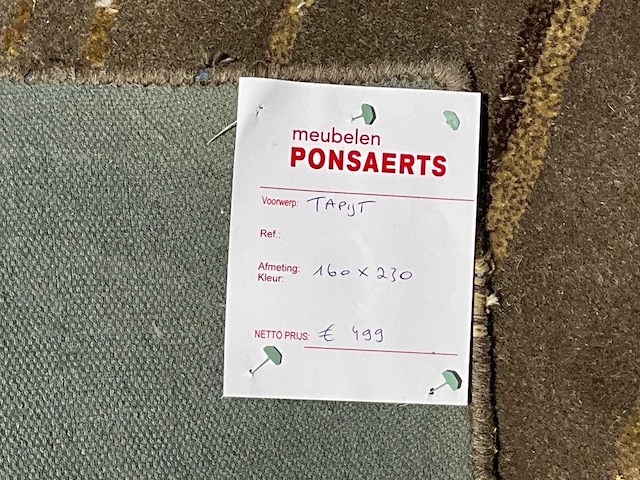 meubelen
PONSAERTS
Voorwerp: TAPIJT
Ref.:
Afmeting: 160 x 230
Kleur:
NETTO PRIJS: € 499